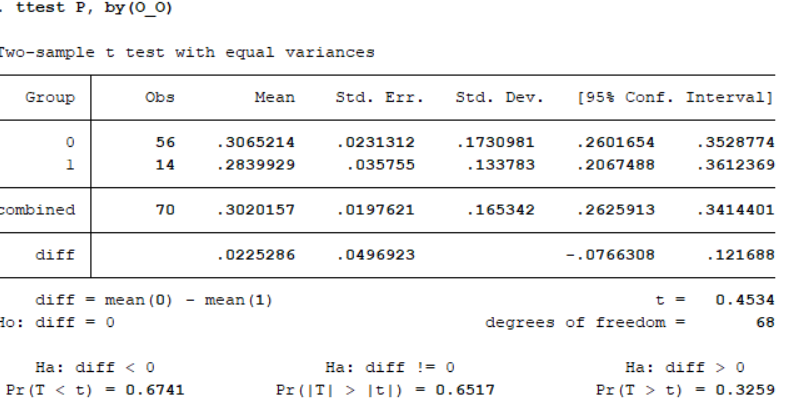 . ttest P, by(O_O)
Two-sample t test with equal variances
Group Obs Mean Std. Err. Std. Dev. [95% Conf. Interval]
0 56 .3065214 .0231312 .1730981 .2601654 .3528774
1 14 .2839929 .035755 .133783 .2067488 .3612369
combined 70 .3020157 .0197621 .165342 .2625913 .3414401
diff .0225286 .0496923 -.0766308 .121688
diff = mean(0) - mean(1) t = 0.4534
Ho: diff = 0 degrees of freedom = 68
Ha: diff < 0 Ha: diff != 0 Ha: diff > 0
Pr(T < t) = 0.6741 Pr(|T| > |t|) = 0.6517 Pr(T > t) = 0.3259